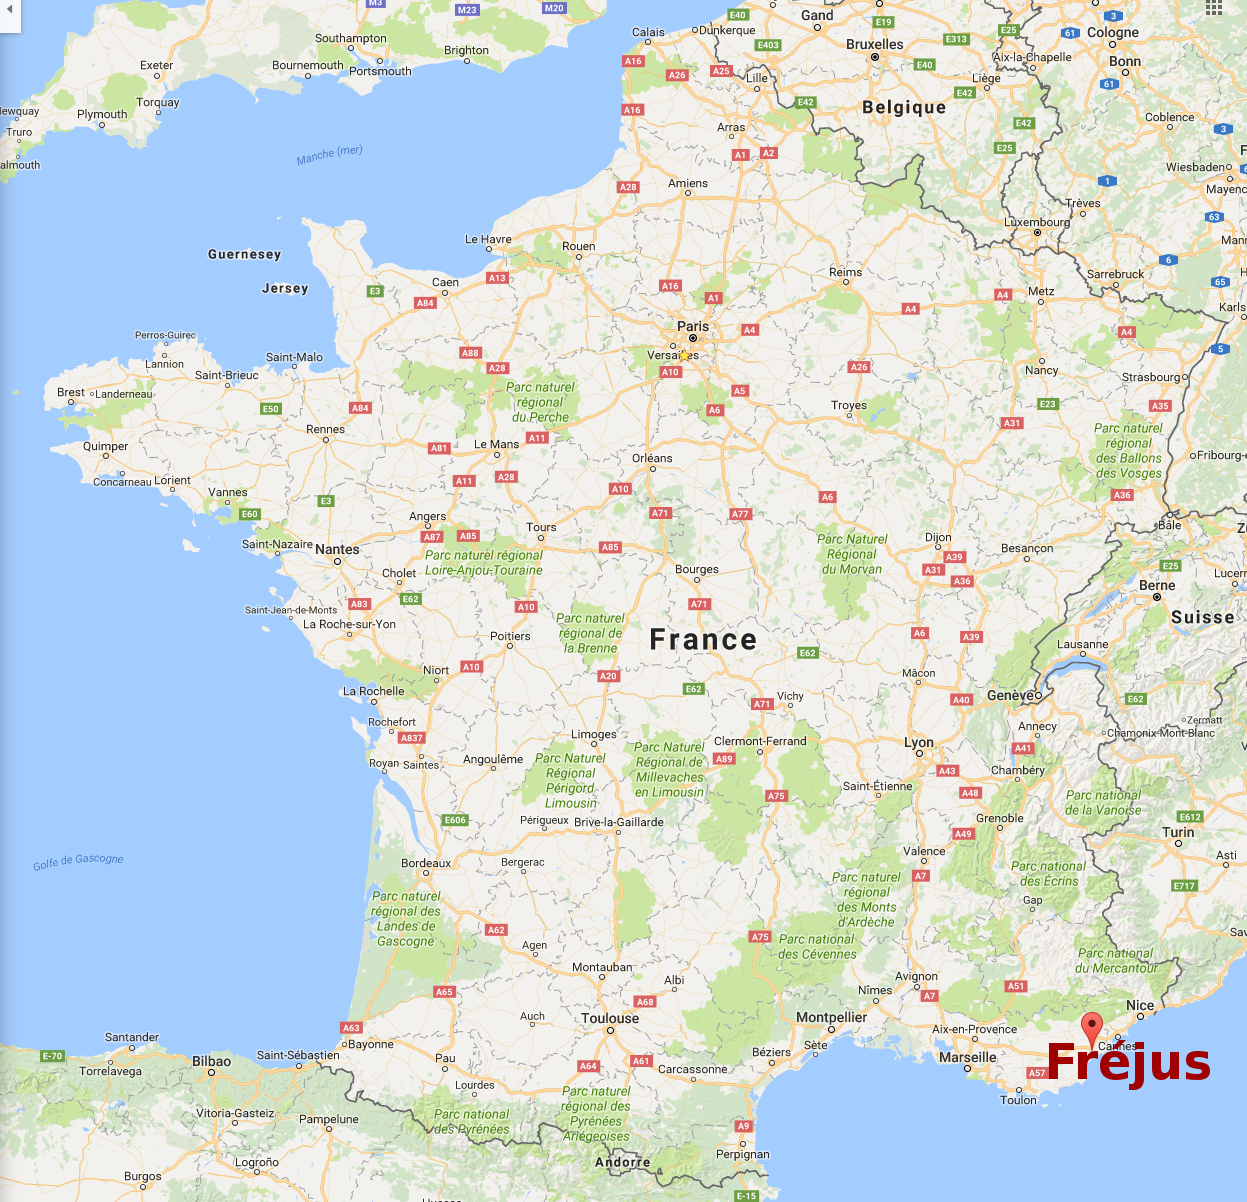 M3
M23
M20
E40
Gand
E19
3
Southampton
Calais
Dunkerque
Bruxelles
E313
E25
61
Cologne
Brighton
E403
Exeter
Bournemouth
Portsmouth
A16
A26
A25
Lille
E40
Aix-la-Chapelle
Bonn
Liège
61
Torquay
Plymouth
A16
E42
Belgique
E42
E42
Coblence
Truro
Arras
3
Manche (mer)
A1
A2
E25
almouth
Wiesbaden
A28
Amiens
1
Mayenc
Trèves
63
Luxembourg
Le Havre
Rouen
Guernesey
6
Reims
Sarrebruck
65
A13
Caen
A16
Jersey
E3
A84
A1
A4
A4
Metz
Karls
Paris
A4
A4
Perros-Guirec
Lannion
Saint-Malo
A88
Versailles
5
A28
A10
A26
Nancy
Strasbourg
Saint-Brieuc
Brest
Landerneau
Parc naturel
régional
du Perche
A5
E50
A84
A6
Troyes
E23
A35
A31
Rennes
Parc naturel
régional
des Ballons
des Vosges
Quimper
A81
Le Mans
A11
Orléans
Fribourg-e
Concarneau
Lorient
A11
A28
A10
Vannes
E3
A6
A36
E60
Angers
A71
A77
Tours
Bâle
Saint-Nazaire
Nantes
A87
A85
A85
Parc Naturel
Régional
du Morvan
Dijon
A39
Besançon
Parc naturel régional
Loire-Anjou-Touraine
A31
A36
E25
Cholet
Bourges
Berne
Lucern
E62
A83
A10
A71
Saint-Jean-de-Monts
La Roche-sur-Yon
Parc naturel
régional de
la Brenne
Suisse
France
A6
A39
Poitiers
E62
Lausanne
Niort
A10
A20
Mâcon
La Rochelle
E62
A71
Vichy
A40
Genève
E62
Rochefort
Annecy
Zermatt
Chamonix-Mont-Blanc
A837
Limoges
Clermont-Ferrand
Lyon
A41
Royan
Saintes
Angoulême
Parc Naturel
Régional
Périgord
Limousin
Parc Naturel
Régional de
Millevaches
en Limousin
A89
A43
Chambéry
A75
Saint-Étienne
A48
Parc national
de la Vanoise
E606
Périgueux
Brive-la-Gaillarde
Grenoble
E612
Turin
A49
Golfe de Gascogne
Bordeaux
Bergerac
Valence
Asti
A7
Parc national
des Écrins
E717
Parc naturel
régional des
Landes de
Gascogne
Parc naturel
régional
des Monts
d'Ardèche
Gap
A62
Agen
A75
Parc national
des Cévennes
Parc national
du Mercantour
Montauban
Albi
Avignon
A65
A68
Nîmes
A7
A51
Nice
Auch
Toulouse
Montpellier
Aix-en-Provence
A63
Bayonne
Santander
E-70
Bilbao
Saint-Sébastien
Pau
A64
A61
Béziers
Sète
Marseille
Cannes
Fréjus
Torrelavega
Carcassonne
A57
Lourdes
Toulon
Vitoria-Gasteiz
Pampelune
Parc national
des Pyrénées
Parc naturel
régional des
Pyrénées
Ariégeoises
A9
Perpignan
Logroño
Andorre
Burgos
E-15